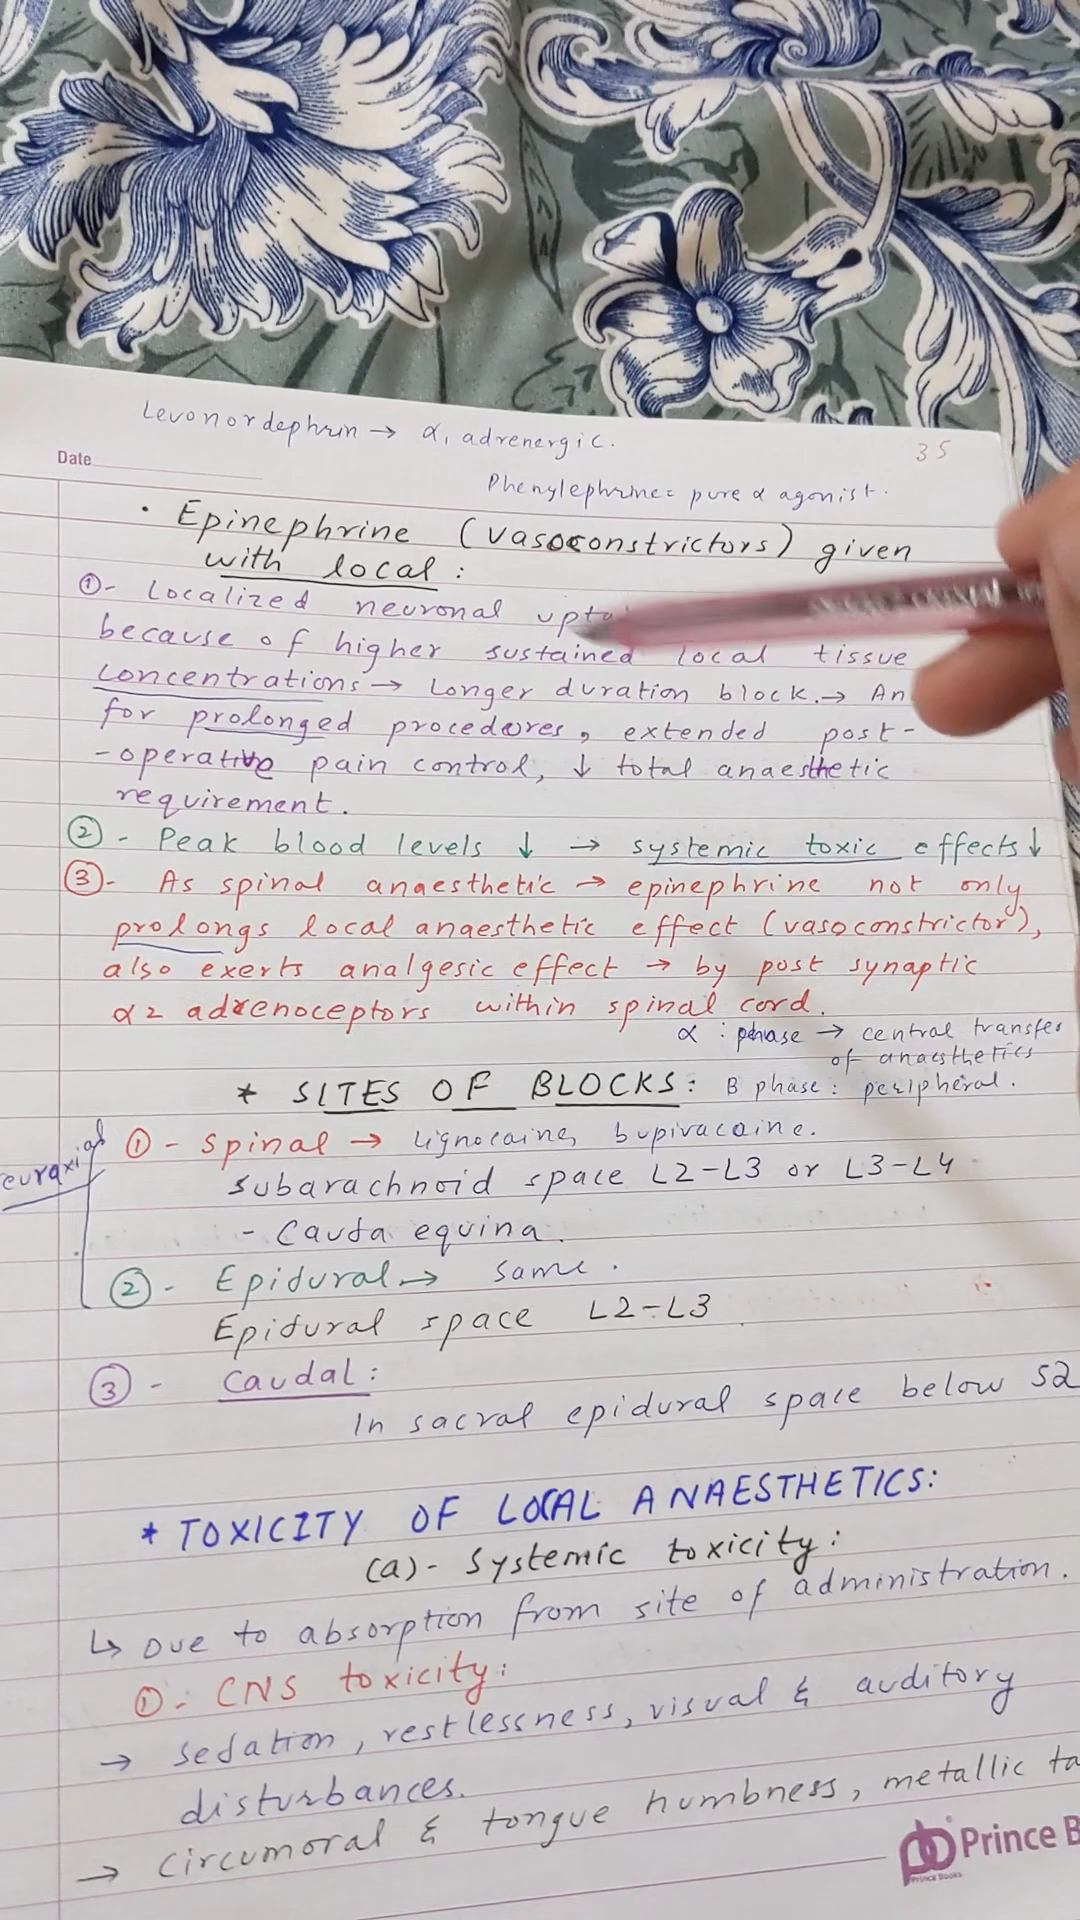 Levonordephrin → α, adrenergic.
35
Date
Phenylephrine = pure α agonist.
• Epinephrine (vasoconstrictors) given
with local :
①- Localized neuronal upta
because of higher sustained local tissue
concentrations → Longer duration block. → An
for prolonged procedures, extended post-
-operative pain control, ↓ total anaesthetic
requirement.
② - Peak blood levels ↓ → systemic toxic effects ↓
③- As spinal anaesthetic → epinephrine not only
prolongs local anaesthetic effect (vasoconstrictor),
also exerts analgesic effect → by post synaptic
α2 adrenoceptors within spinal cord.
α : phase → central transfer
of anaesthetics
* SITES OF BLOCKS : B phase : peripheral.
euraxial
① - Spinal → Lignocaine, bupivacaine.
subarachnoid space L2-L3 or L3-L4
- Cauda equina.
② - Epidural → same.
Epidural space L2-L3
③ - Caudal :
In sacral epidural space below S2
* TOXICITY OF LOCAL ANAESTHETICS:
(a)- Systemic toxicity :
↳ Due to absorption from site of administration.
①- CNS toxicity :
→ sedation, restlessness, visual & auditory
disturbances.
→ circumoral & tongue numbness, metallic ta
Prince B
Prince Books